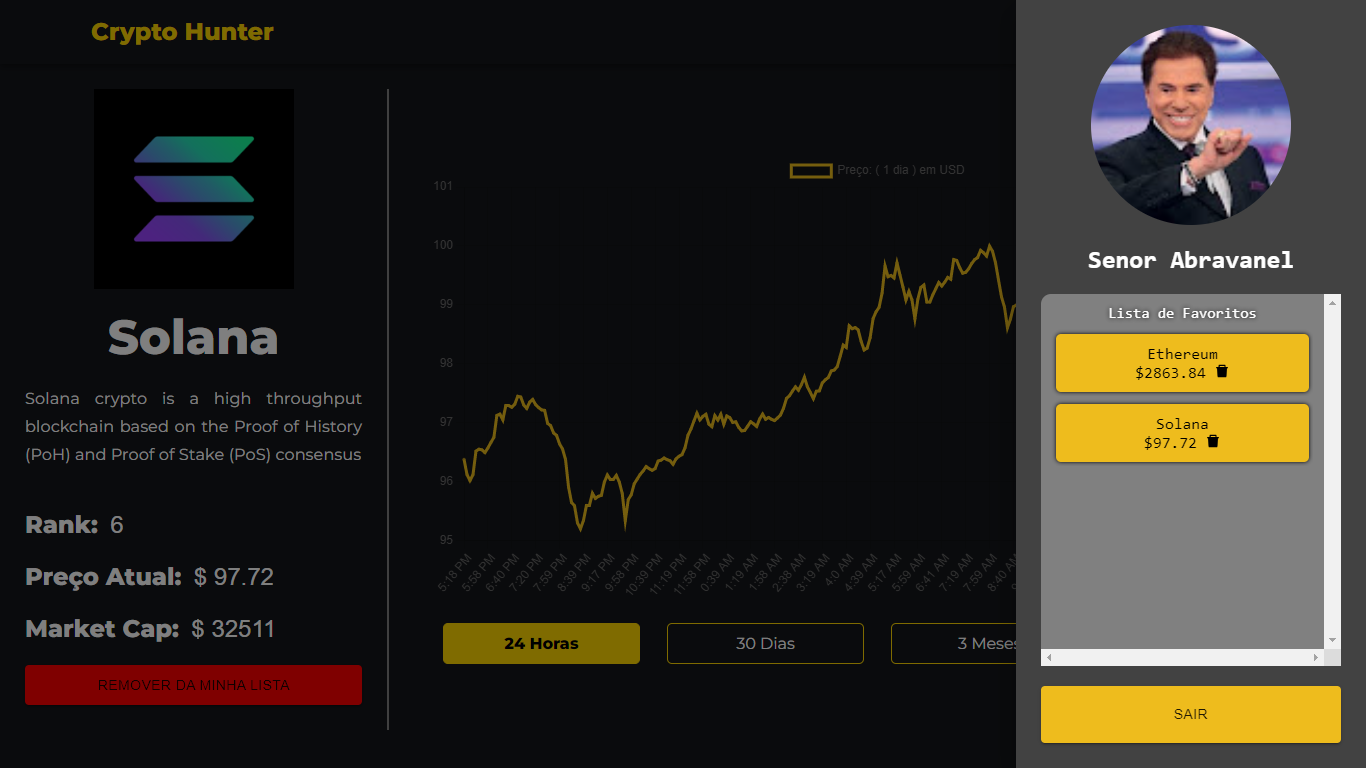 Crypto Hunter
Solana
Solana crypto is a high throughput
blockchain based on the Proof of History
(PoH) and Proof of Stake (PoS) consensus
Rank: 6
Preço Atual: $ 97.72
Market Cap: $ 32511
REMOVER DA MINHA LISTA
Preço: ( 1 dia ) em USD
101
100
99
98
97
96
95
5:18 PM
5:58 PM
6:40 PM
7:20 PM
7:59 PM
8:39 PM
9:17 PM
9:58 PM
10:39 PM
11:19 PM
11:58 PM
0:39 AM
1:19 AM
1:58 AM
2:38 AM
3:19 AM
4:0 AM
4:39 AM
5:17 AM
5:59 AM
6:41 AM
7:19 AM
7:59 AM
8:40
24 Horas
30 Dias
3 Meses
Senor Abravanel
Lista de Favoritos
Ethereum
$2863.84
Solana
$97.72
SAIR